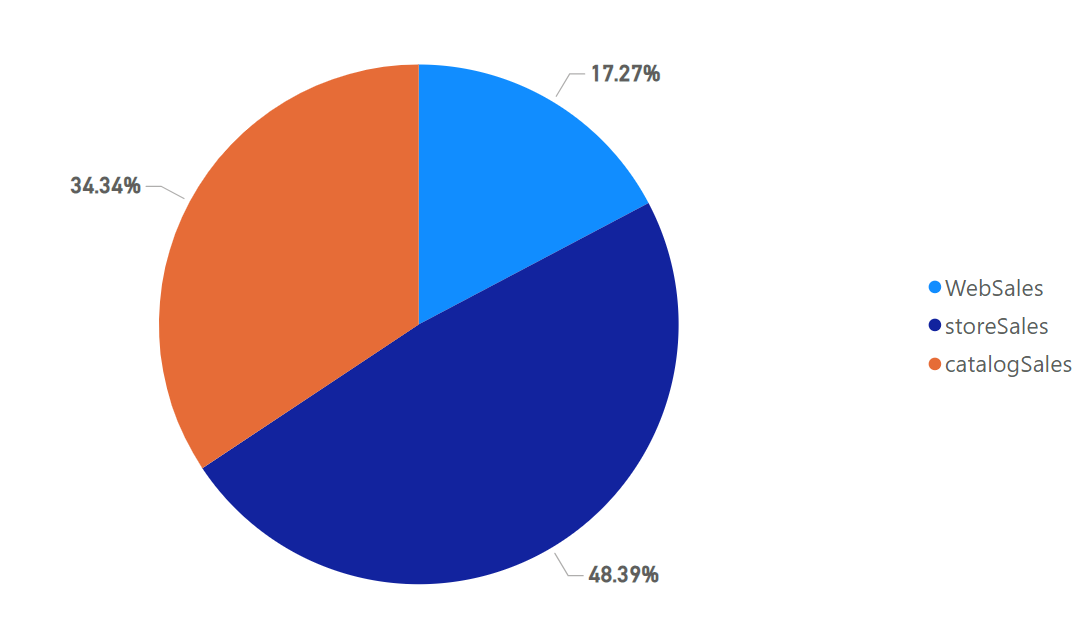 17.27%
34.34%
WebSales
storeSales
catalogSales
48.39%